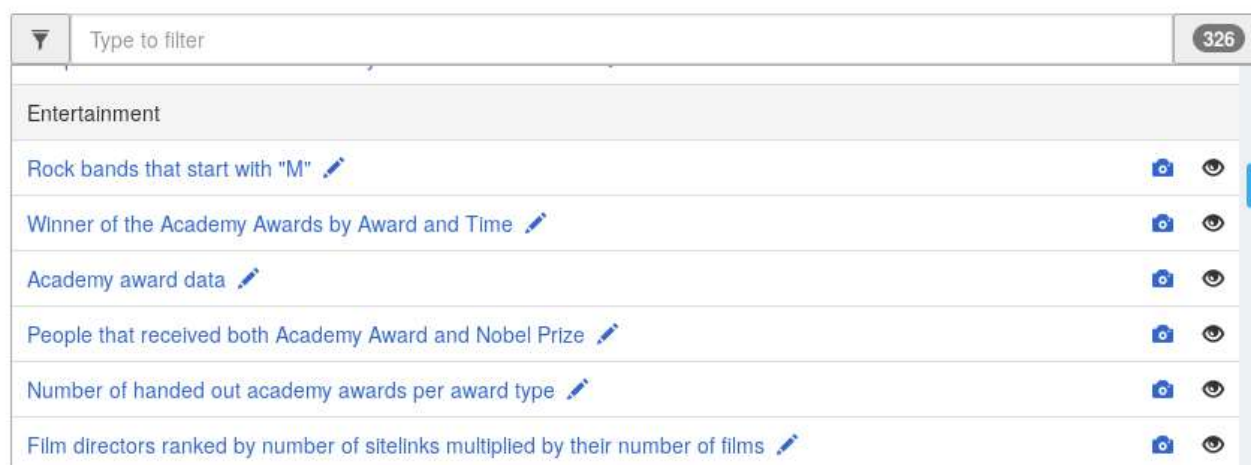 Type to filter
326
Entertainment
Rock bands that start with "M"
Winner of the Academy Awards by Award and Time
Academy award data
People that received both Academy Award and Nobel Prize
Number of handed out academy awards per award type
Film directors ranked by number of sitelinks multiplied by their number of films